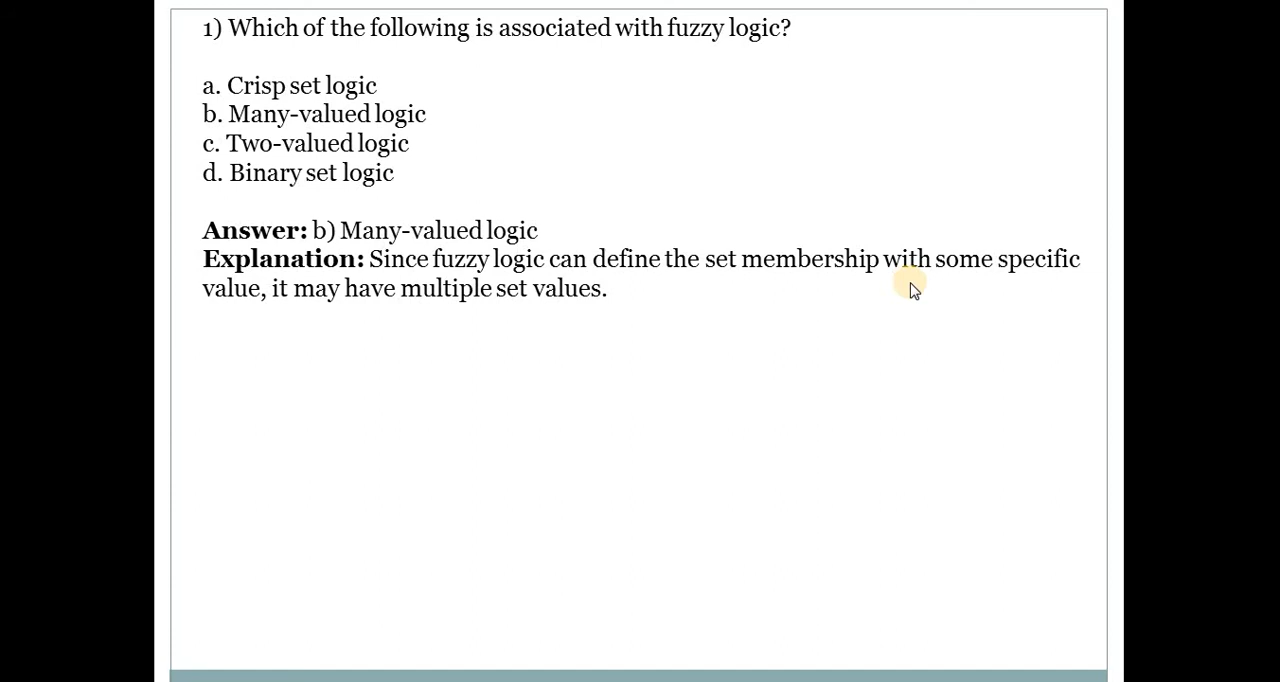 1) Which of the following is associated with fuzzy logic?
a. Crisp set logic
b. Many-valued logic
c. Two-valued logic
d. Binary set logic
Answer: b) Many-valued logic
Explanation: Since fuzzy logic can define the set membership with some specific
value, it may have multiple set values.